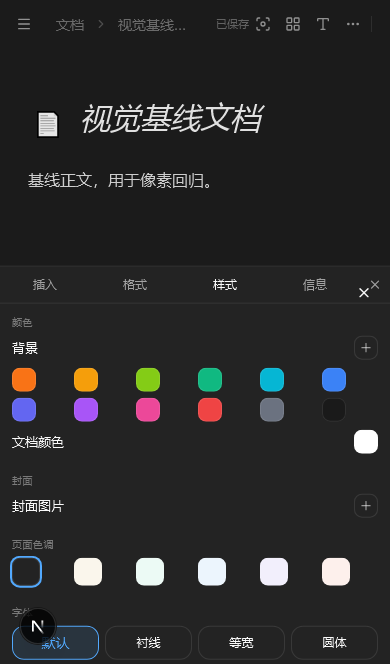 文档 > 视觉基线... 已保存
视觉基线文档
基线正文，用于像素回归。
插入 格式 样式 信息
颜色
背景
文档颜色
封面
封面图片
页面色调
N
默认 衬线 等宽 圆体